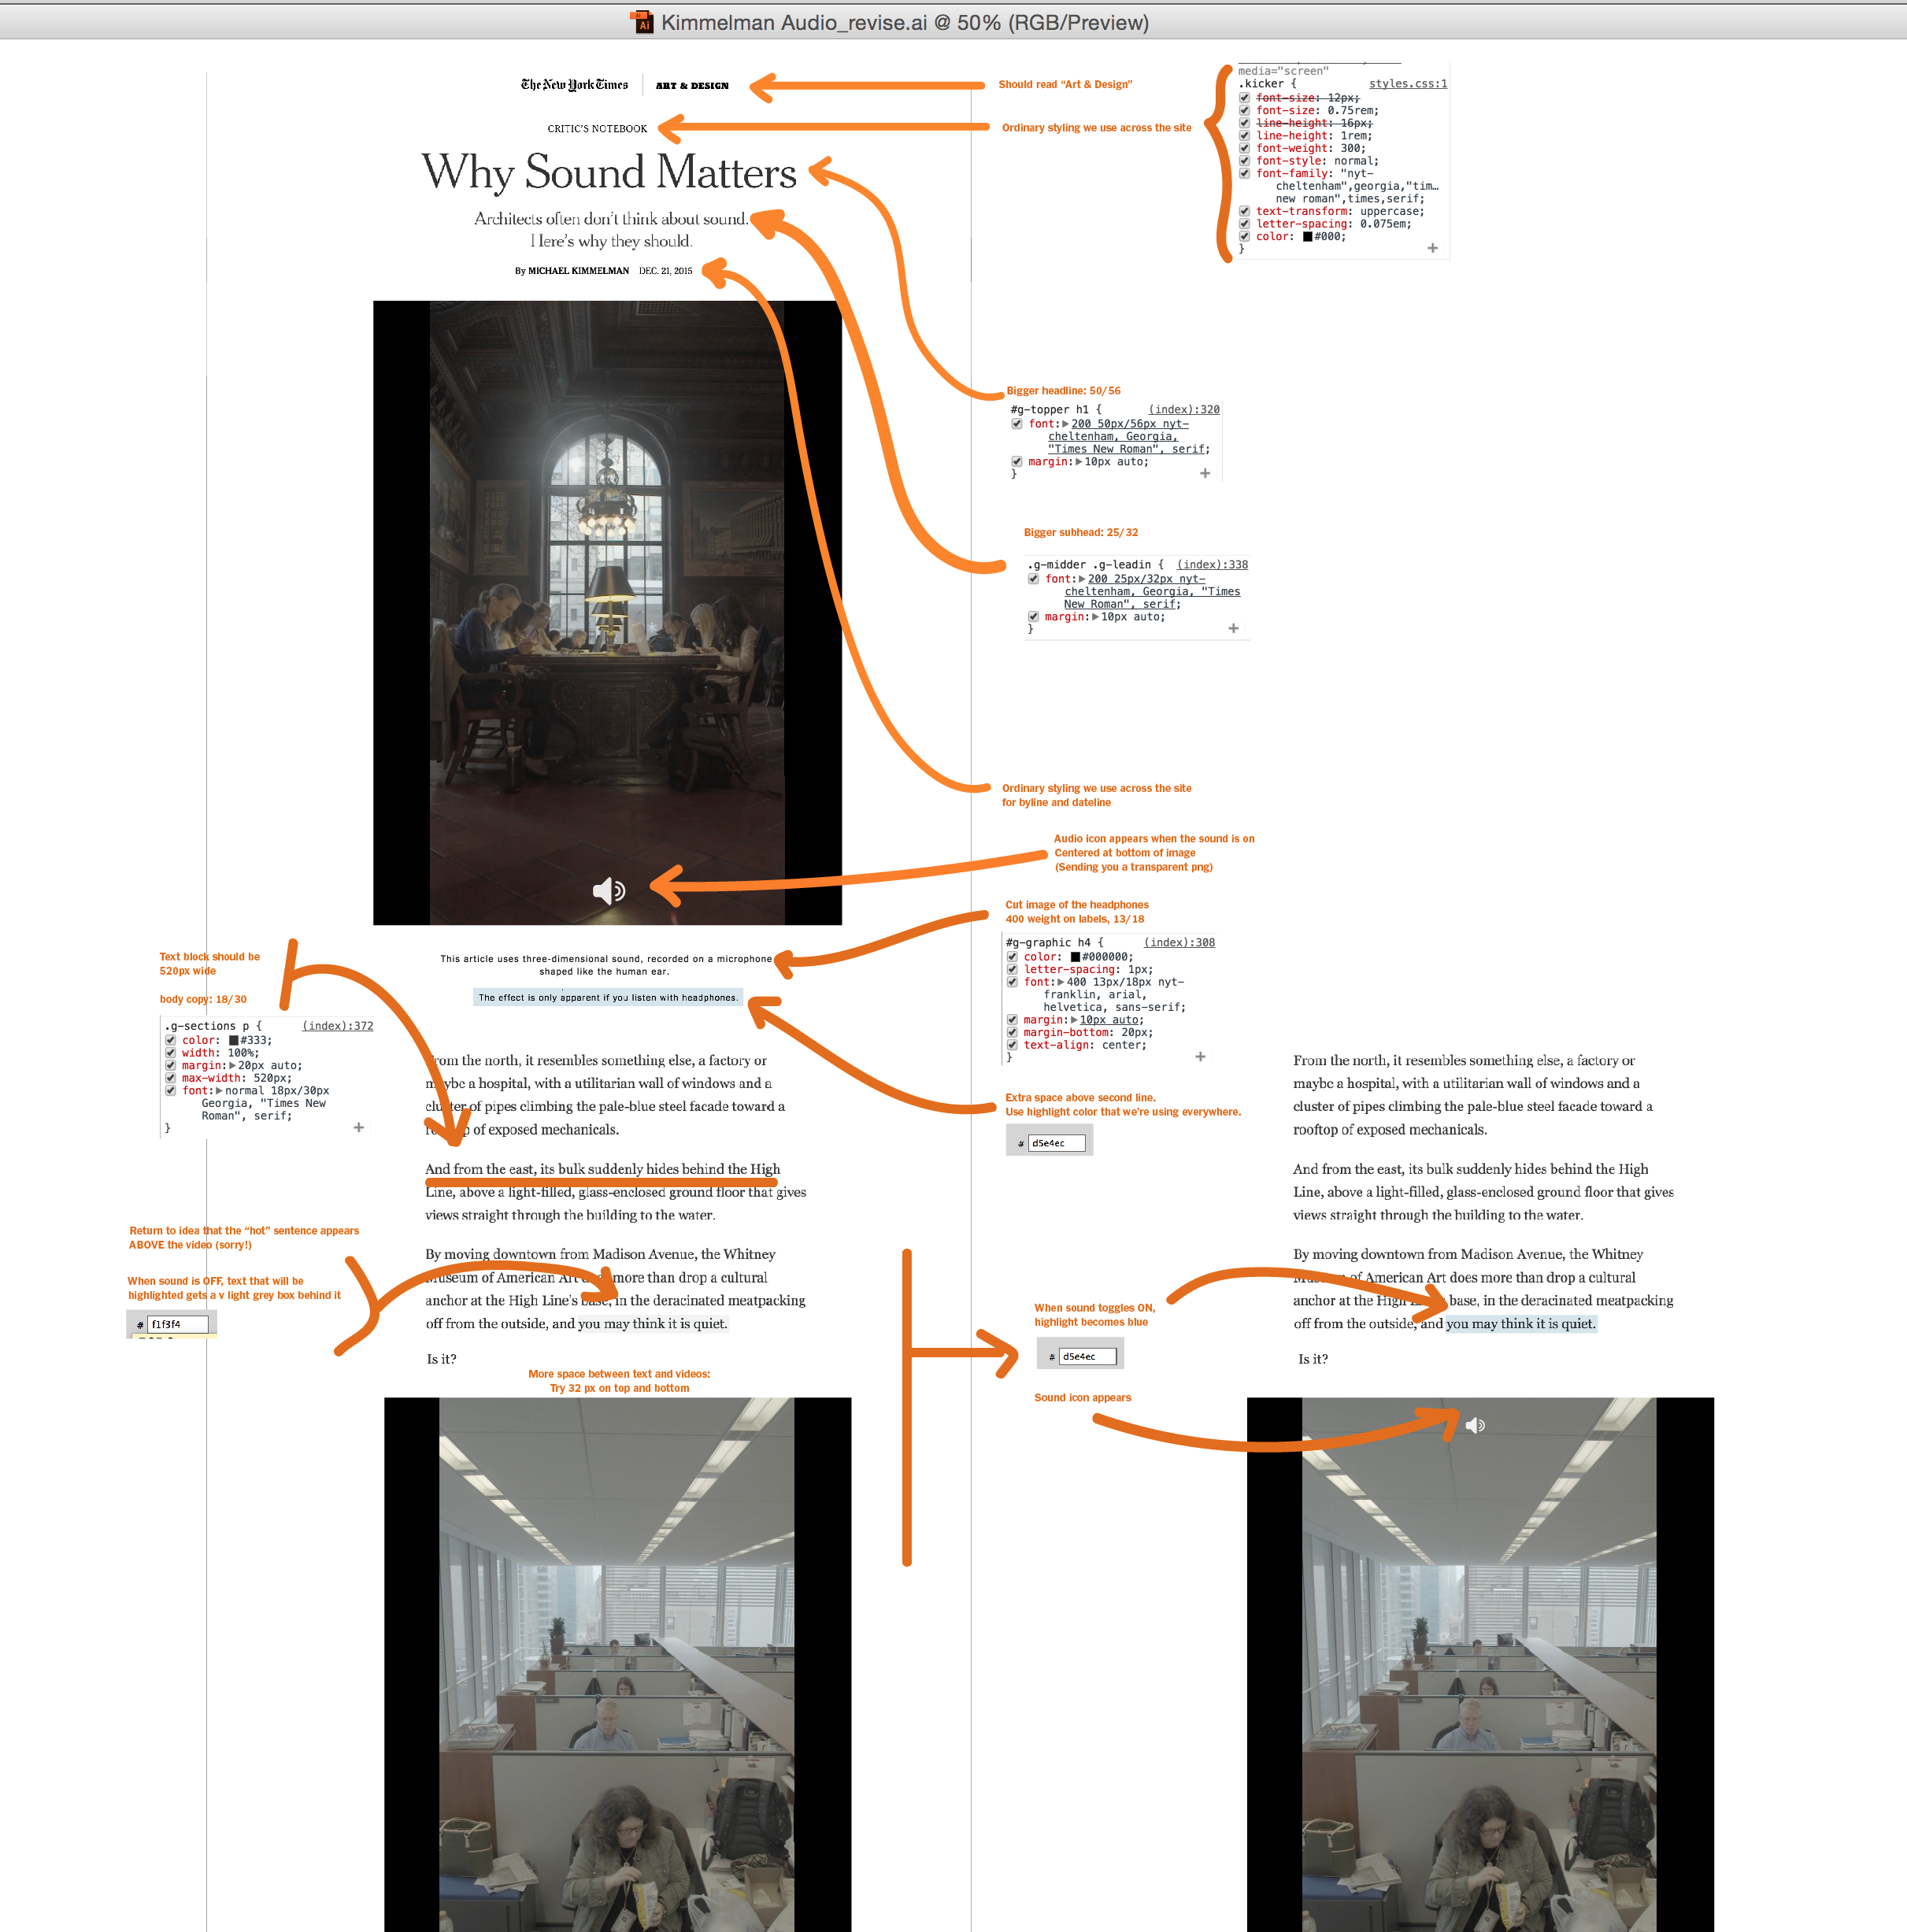 Kimmelman Audio_revise.ai @ 50% (RGB/Preview)
The New York Times
ART & DESIGN
Should read “Art & Design”
CRITIC'S NOTEBOOK
Ordinary styling we use across the site
media="screen"
.kicker { styles.css:1
font-size: 12px;
font-size: 0.75rem;
line-height: 16px;
line-height: 1rem;
font-weight: 300;
font-style: normal;
font-family: "nyt-
cheltenham",georgia,"tim…
new roman",times,serif;
text-transform: uppercase;
letter-spacing: 0.075em;
color: #000;
}
Why Sound Matters
Architects often don't think about sound.
Here's why they should.
By MICHAEL KIMMELMAN DEC. 21, 2015
Bigger headline: 50/56
#g-topper h1 { (index):320
font: 200 50px/56px nyt-
cheltenham, Georgia,
"Times New Roman", serif;
margin: 10px auto;
}
Bigger subhead: 25/32
.g-midder .g-leadin { (index):338
font: 200 25px/32px nyt-
cheltenham, Georgia, "Times
New Roman", serif;
margin: 10px auto;
}
Ordinary styling we use across the site
for byline and dateline
Audio icon appears when the sound is on
Centered at bottom of image
(Sending you a transparent png)
Cut image of the headphones
400 weight on labels, 13/18
#g-graphic h4 { (index):308
color: #000000;
letter-spacing: 1px;
font: 400 13px/18px nyt-
franklin, arial,
helvetica, sans-serif;
margin: 10px auto;
margin-bottom: 20px;
text-align: center;
}
This article uses three-dimensional sound, recorded on a microphone
shaped like the human ear.
The effect is only apparent if you listen with headphones.
Text block should be
520px wide
body copy: 18/30
.g-sections p { (index):372
color: #333;
width: 100%;
margin: 20px auto;
max-width: 520px;
font: normal 18px/30px
Georgia, "Times New
Roman", serif;
}
Extra space above second line.
Use highlight color that we're using everywhere.
# d5e4ec
From the north, it resembles something else, a factory or
maybe a hospital, with a utilitarian wall of windows and a
cluster of pipes climbing the pale-blue steel facade toward a
rooftop of exposed mechanicals.
And from the east, its bulk suddenly hides behind the High
Line, above a light-filled, glass-enclosed ground floor that gives
views straight through the building to the water.
By moving downtown from Madison Avenue, the Whitney
Museum of American Art does more than drop a cultural
anchor at the High Line's base, in the deracinated meatpacking
off from the outside, and you may think it is quiet.
Is it?
Return to idea that the “hot” sentence appears
ABOVE the video (sorry!)
When sound is OFF, text that will be
highlighted gets a v light grey box behind it
# f1f3f4
More space between text and videos:
Try 32 px on top and bottom
When sound toggles ON,
highlight becomes blue
# d5e4ec
Sound icon appears
From the north, it resembles something else, a factory or
maybe a hospital, with a utilitarian wall of windows and a
cluster of pipes climbing the pale-blue steel facade toward a
rooftop of exposed mechanicals.
And from the east, its bulk suddenly hides behind the High
Line, above a light-filled, glass-enclosed ground floor that gives
views straight through the building to the water.
By moving downtown from Madison Avenue, the Whitney
Museum of American Art does more than drop a cultural
anchor at the High Line's base, in the deracinated meatpacking
off from the outside, and you may think it is quiet.
Is it?